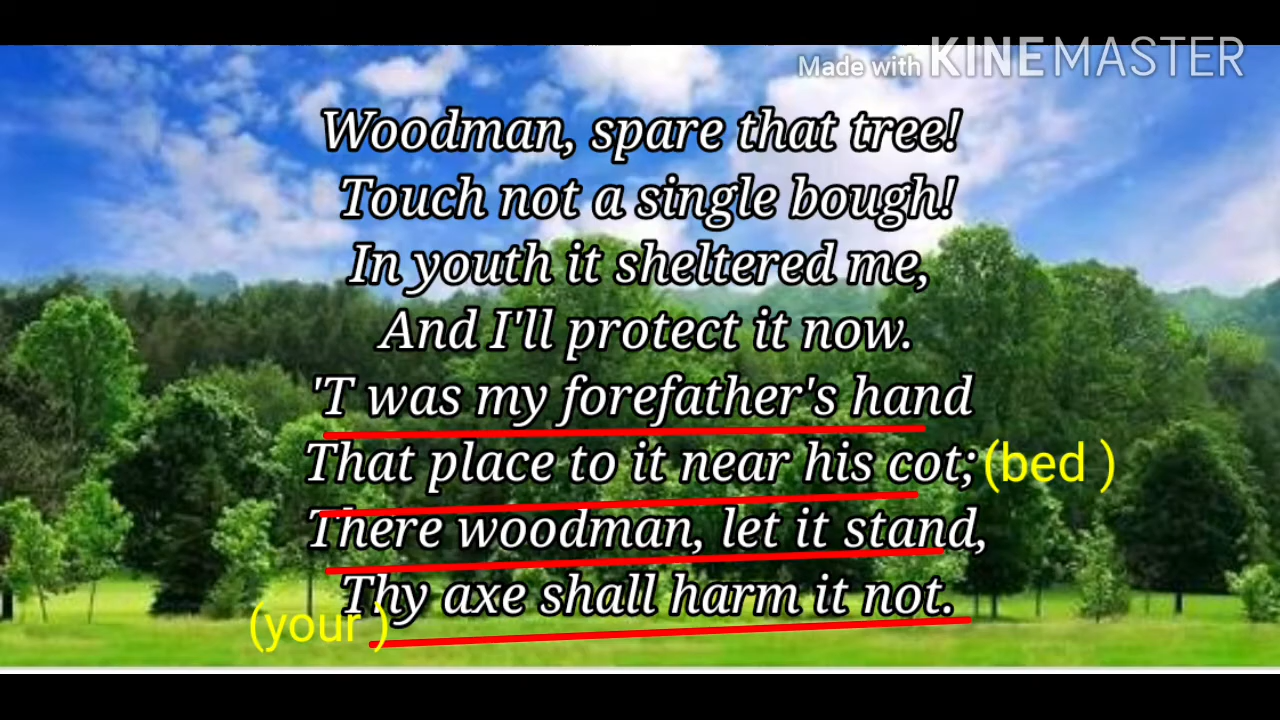 Made with KINEMASTER
Woodman, spare that tree!
Touch not a single bough!
In youth it sheltered me,
And I'll protect it now.
'T was my forefather's hand
That place to it near his cot; (bed )
There woodman, let it stand,
Thy axe shall harm it not.
(your )